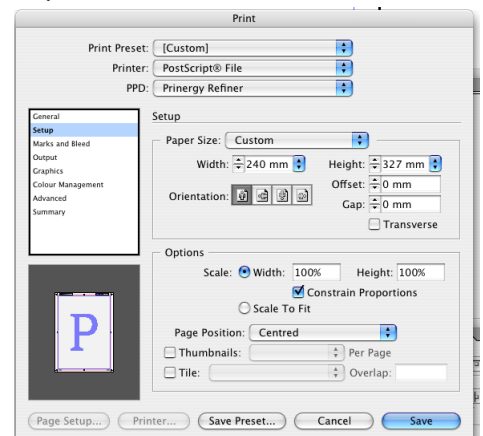 Print
Print Preset: [Custom]
Printer: PostScript® File
PPD: Prinergy Refiner
General
Setup
Marks and Bleed
Output
Graphics
Colour Management
Advanced
Summary
Setup
Paper Size: Custom
Width: 240 mm Height: 327 mm
Orientation: Offset: 0 mm
Gap: 0 mm
Transverse
Options
Scale: Width: 100% Height: 100%
Constrain Proportions
Scale To Fit
Page Position: Centred
Thumbnails: Per Page
Tile: Overlap:
P
Page Setup... Printer... Save Preset... Cancel Save